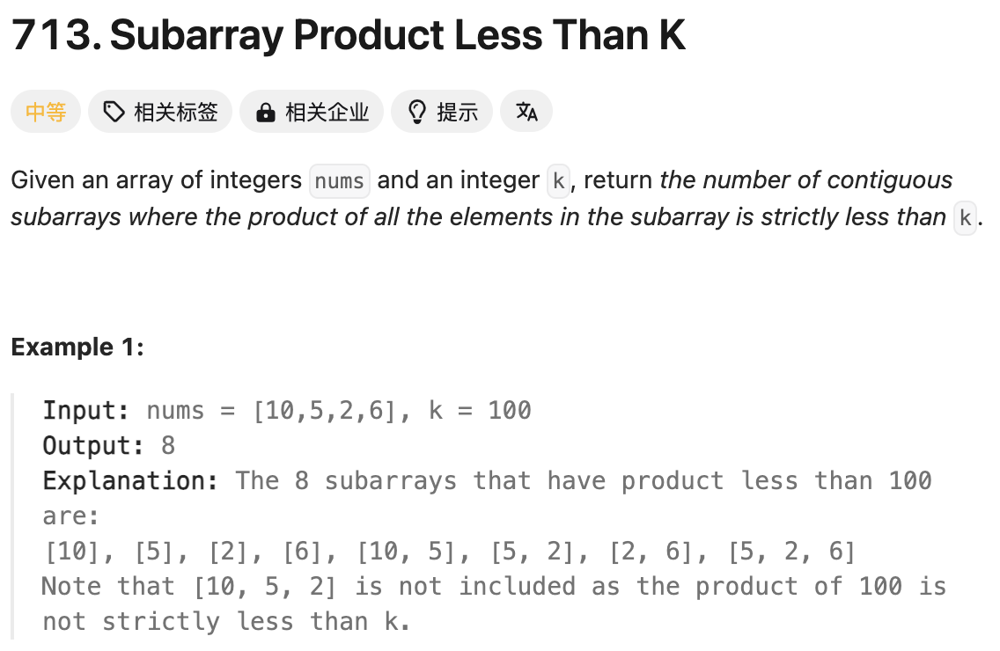 713. Subarray Product Less Than K
中等 相关标签 相关企业 提示
Given an array of integers nums and an integer k, return the number of contiguous
subarrays where the product of all the elements in the subarray is strictly less than k.
Example 1:
Input: nums = [10,5,2,6], k = 100
Output: 8
Explanation: The 8 subarrays that have product less than 100
are:
[10], [5], [2], [6], [10, 5], [5, 2], [2, 6], [5, 2, 6]
Note that [10, 5, 2] is not included as the product of 100 is
not strictly less than k.